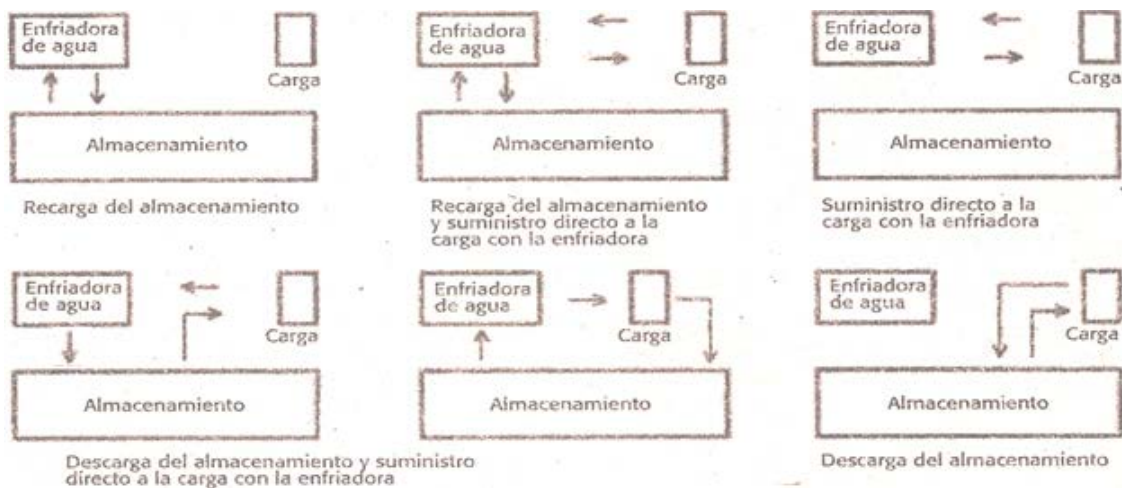 Enfriadora
de agua
Carga
Almacenamiento
Recarga del almacenamiento
Enfriadora
de agua
Carga
Almacenamiento
Recarga del almacenamiento
y suministro directo a la
carga con la enfriadora
Enfriadora
de agua
Carga
Almacenamiento
Suministro directo a la
carga con la enfriadora
Enfriadora
de agua
Carga
Almacenamiento
Enfriadora
de agua
Carga
Almacenamiento
Descarga del almacenamiento y suministro
directo a la carga con la enfriadora
Enfriadora
de agua
Carga
Almacenamiento
Descarga del almacenamiento